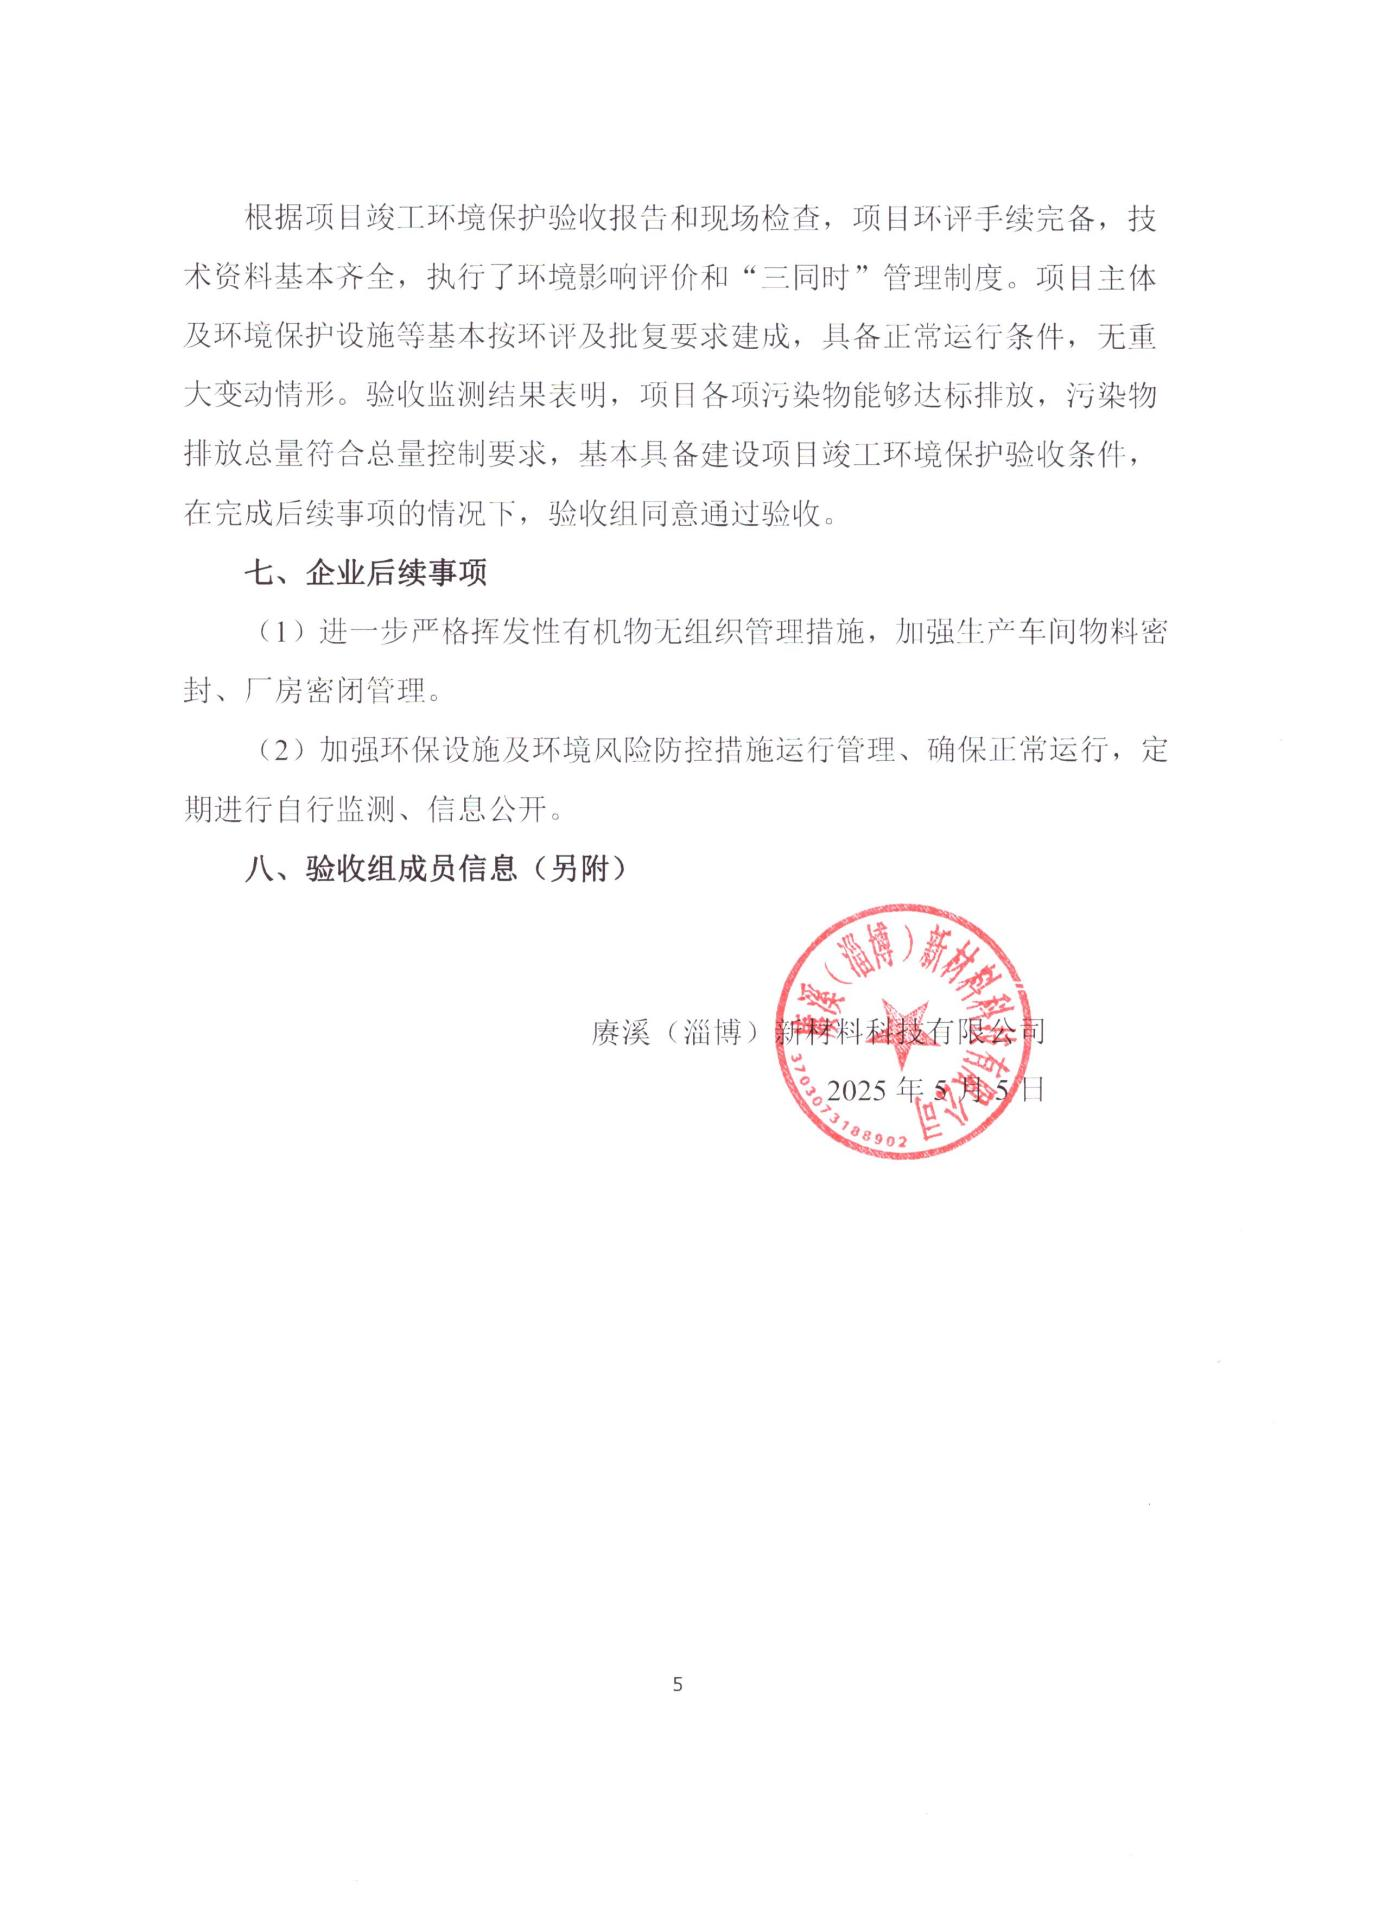 根据项目竣工环境保护验收报告和现场检查，项目环评手续完备，技
术资料基本齐全，执行了环境影响评价和“三同时”管理制度。项目主体
及环境保护设施等基本按环评及批复要求建成，具备正常运行条件，无重
大变动情形。验收监测结果表明，项目各项污染物能够达标排放，污染物
排放总量符合总量控制要求，基本具备建设项目竣工环境保护验收条件，
在完成后续事项的情况下，验收组同意通过验收。
七、企业后续事项
（1）进一步严格挥发性有机物无组织管理措施，加强生产车间物料密
封、厂房密闭管理。
（2）加强环保设施及环境风险防控措施运行管理、确保正常运行，定
期进行自行监测、信息公开。
八、验收组成员信息（另附）
赓溪（淄博）新材料科技有限公司
2025 年 5 月 5 日
赓溪（淄博）新材料科技有限公司
3703073188902
5